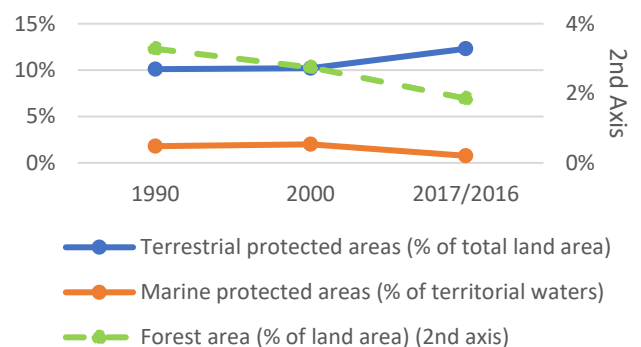 15%
10%
5%
0%
4%
2%
0%
2nd Axis
1990 2000 2017/2016
Terrestrial protected areas (% of total land area)
Marine protected areas (% of territorial waters)
Forest area (% of land area) (2nd axis)